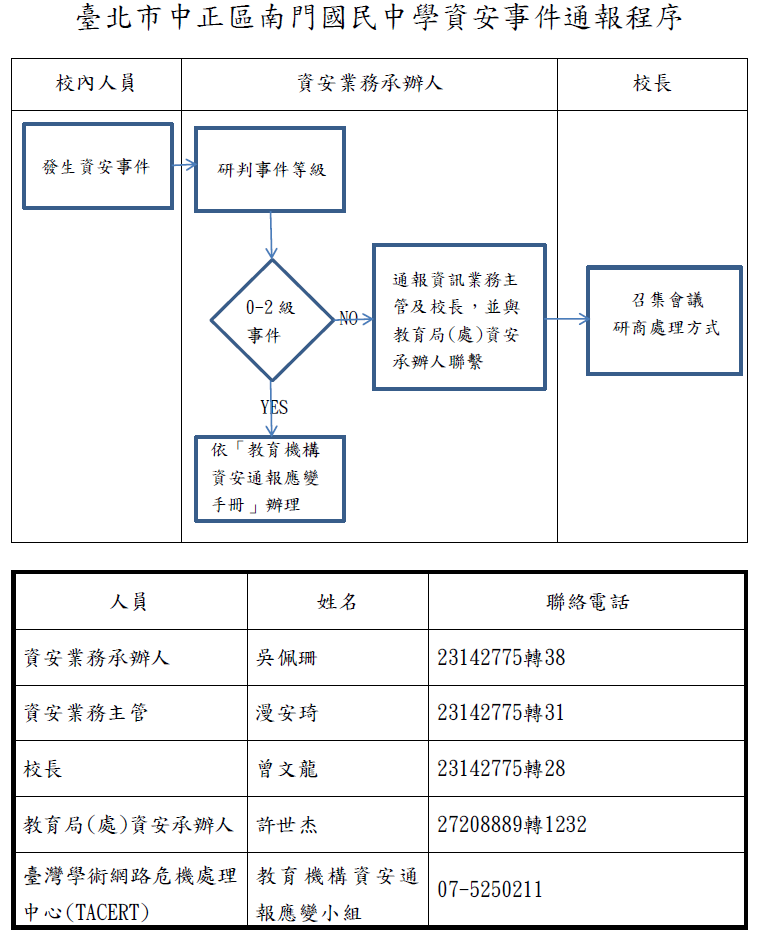 臺北市中正區南門國民中學資安事件通報程序
校內人員
資安業務承辦人
校長
發生資安事件
研判事件等級
0-2級
事件
NO
通報資訊業務主
管及校長，並與
教育局(處)資安
承辦人聯繫
召集會議
研商處理方式
YES
依「教育機構
資安通報應變
手冊」辦理
人員
姓名
聯絡電話
資安業務承辦人
吳佩珊
23142775轉38
資安業務主管
漫安琦
23142775轉31
校長
曾文龍
23142775轉28
教育局(處)資安承辦人
許世杰
27208889轉1232
臺灣學術網路危機處理
中心(TACERT)
教育機構資安通
報應變小組
07-5250211